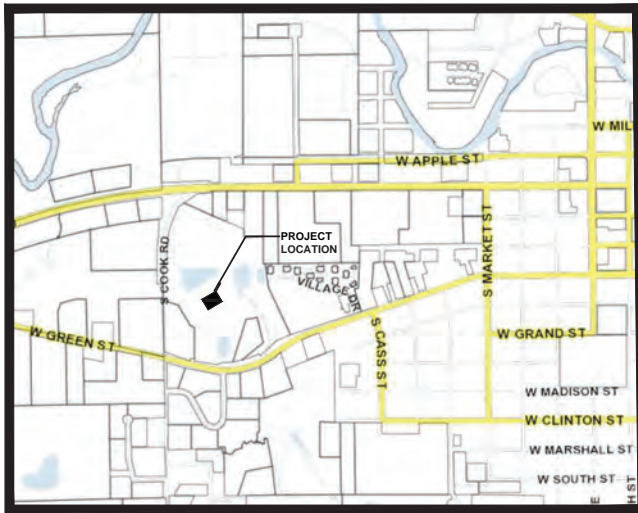 W MIL
W APPLE ST
S COOK RD
PROJECT
LOCATION
S MARKET ST
VILLAGE DR
W GREEN ST
S CASS ST
W GRAND ST
W MADISON ST
W CLINTON ST
W MARSHALL ST
W SOUTH ST
E
H ST